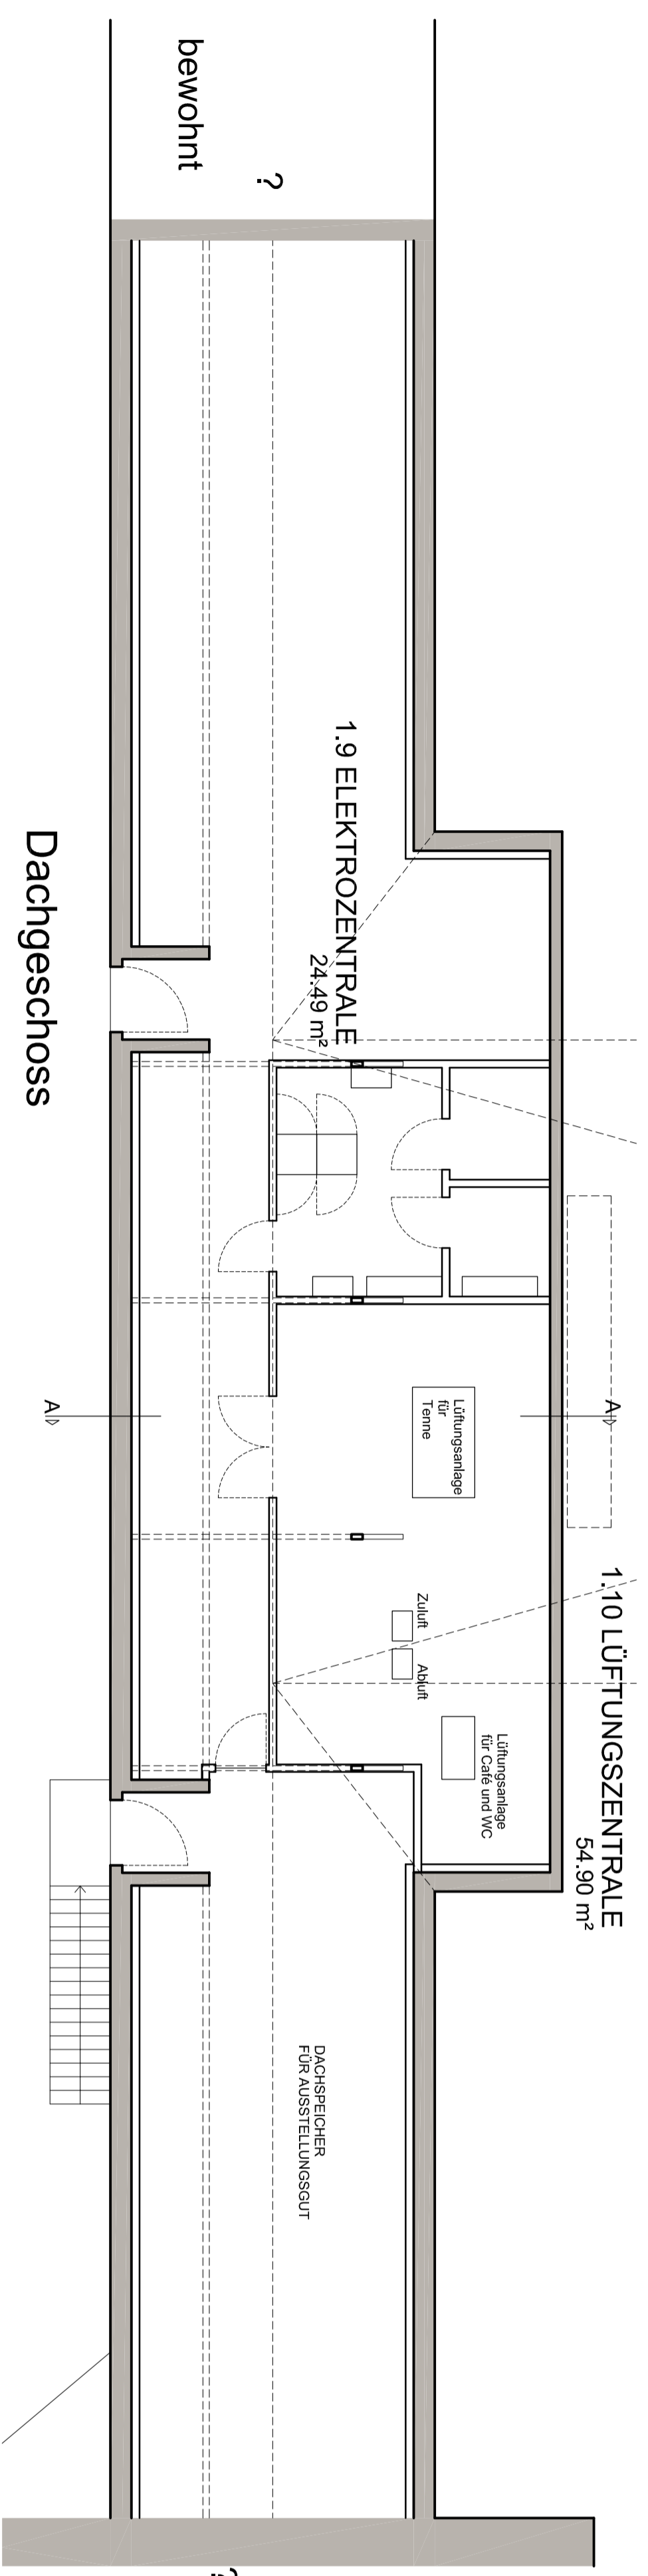 bewohnt
?
1.9 ELEKTROZENTRALE
24.49 m²
Dachgeschoss
A
A
Lüftungsanlage
für
Tenne
Zuluft
Abluft
Lüftungsanlage
für Café und WC
1.10 LÜFTUNGSZENTRALE
54.90 m²
DACHSPEICHER
FÜR AUSSTELLUNGSGUT
?